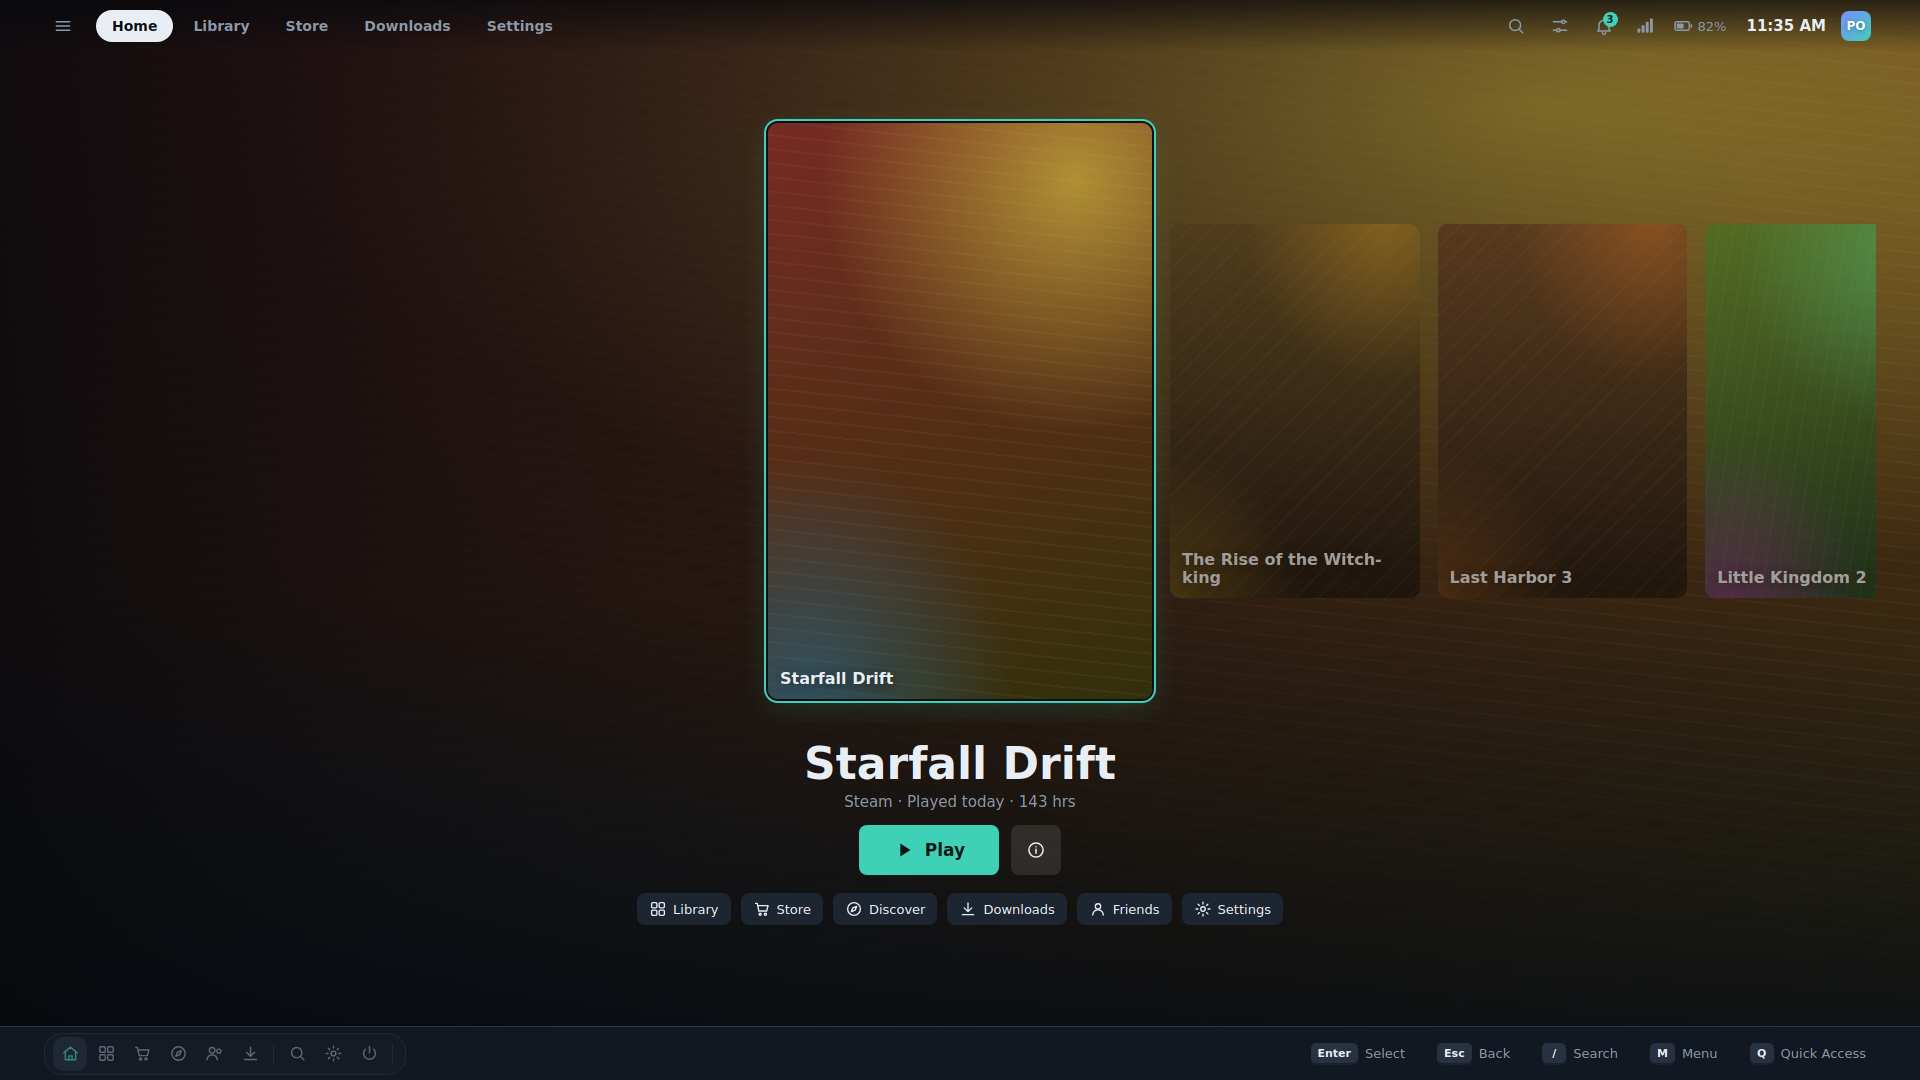 Home Library Store Downloads Settings
3
82%
11:35 AM
PO
Starfall Drift
The Rise of the Witch-
king
Last Harbor 3
Little Kingdom 2
Starfall Drift
Steam · Played today · 143 hrs
Play
Library Store Discover Downloads Friends Settings
Enter Select Esc Back / Search M Menu Q Quick Access